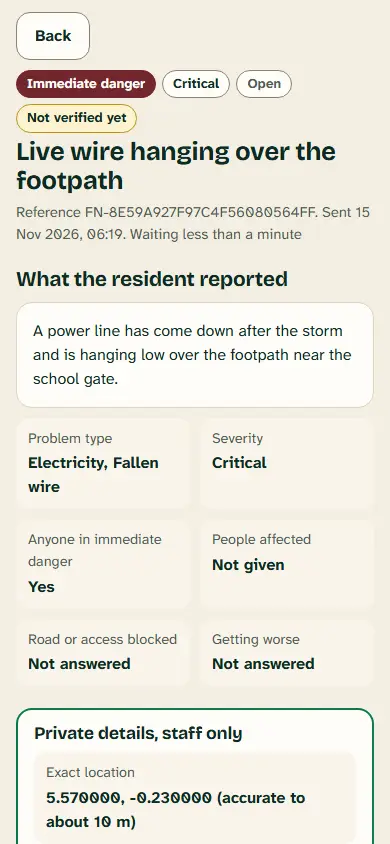 Back
Immediate danger
Critical
Open
Not verified yet
Live wire hanging over the
footpath
Reference FN-8E59A927F97C4F56080564FF. Sent 15
Nov 2026, 06:19. Waiting less than a minute
What the resident reported
A power line has come down after the storm
and is hanging low over the footpath near the
school gate.
Problem type
Electricity, Fallen
wire
Severity
Critical
Anyone in immediate
danger
Yes
People affected
Not given
Road or access blocked
Not answered
Getting worse
Not answered
Private details, staff only
Exact location
5.570000, -0.230000 (accurate to
about 10 m)